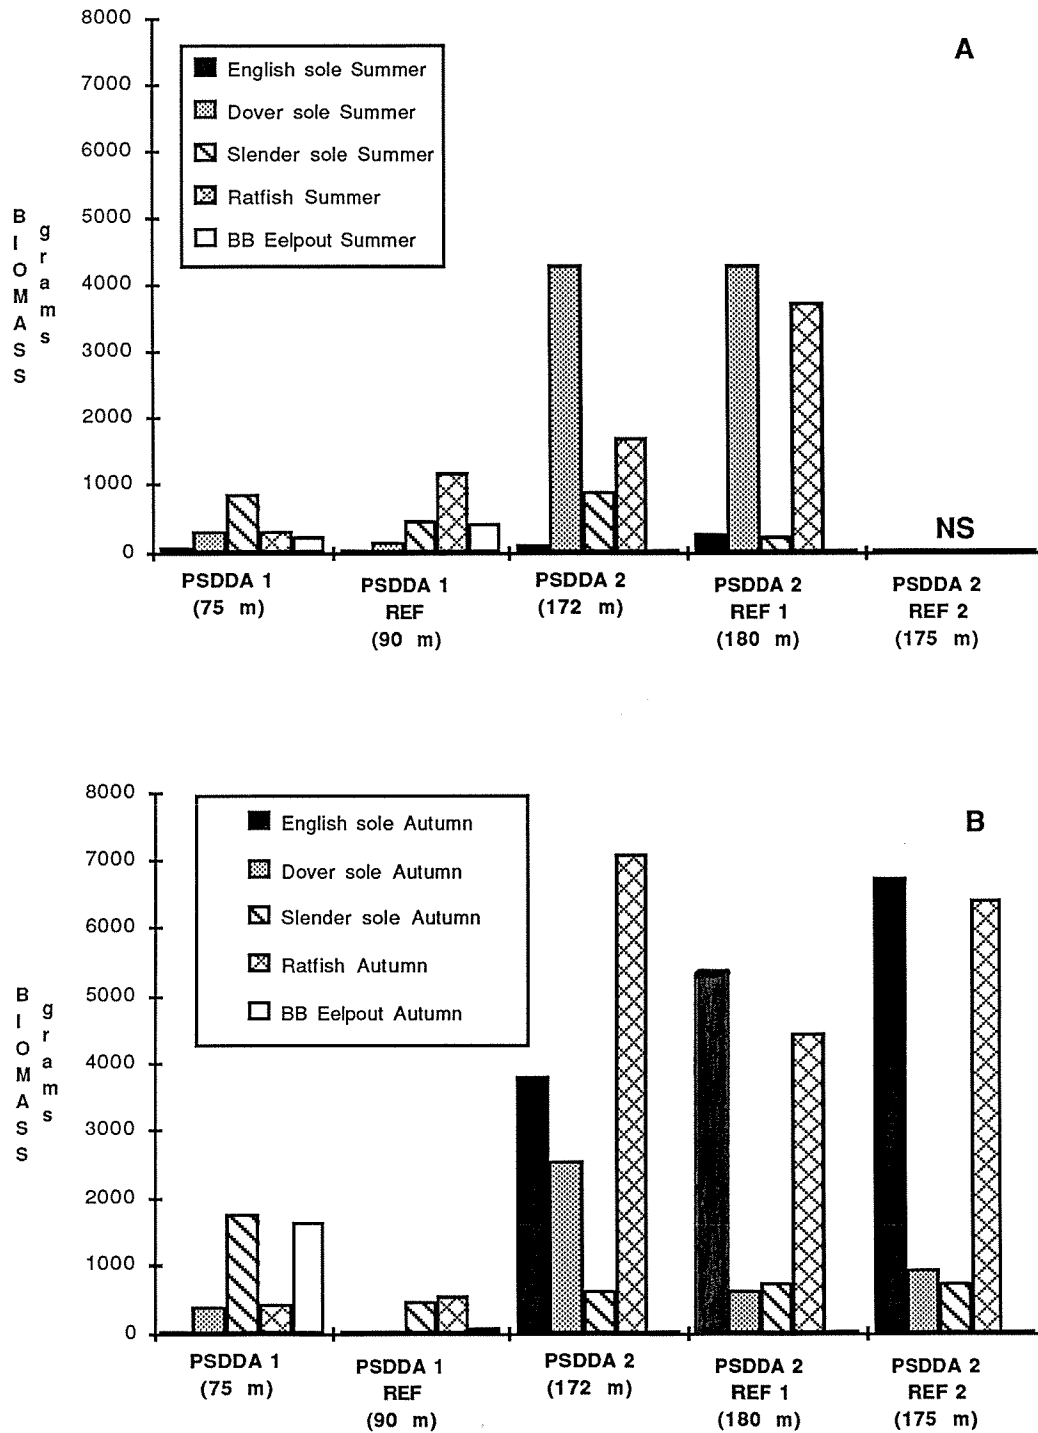 8000
7000
6000
5000
4000
3000
2000
1000
0
BIOMASS
grams
A
English sole Summer
Dover sole Summer
Slender sole Summer
Ratfish Summer
BB Eelpout Summer
NS
PSDDA 1
(75 m)
PSDDA 1
REF
(90 m)
PSDDA 2
(172 m)
PSDDA 2
REF 1
(180 m)
PSDDA 2
REF 2
(175 m)
8000
7000
6000
5000
4000
3000
2000
1000
0
BIOMASS
grams
B
English sole Autumn
Dover sole Autumn
Slender sole Autumn
Ratfish Autumn
BB Eelpout Autumn
PSDDA 1
(75 m)
PSDDA 1
REF
(90 m)
PSDDA 2
(172 m)
PSDDA 2
REF 1
(180 m)
PSDDA 2
REF 2
(175 m)